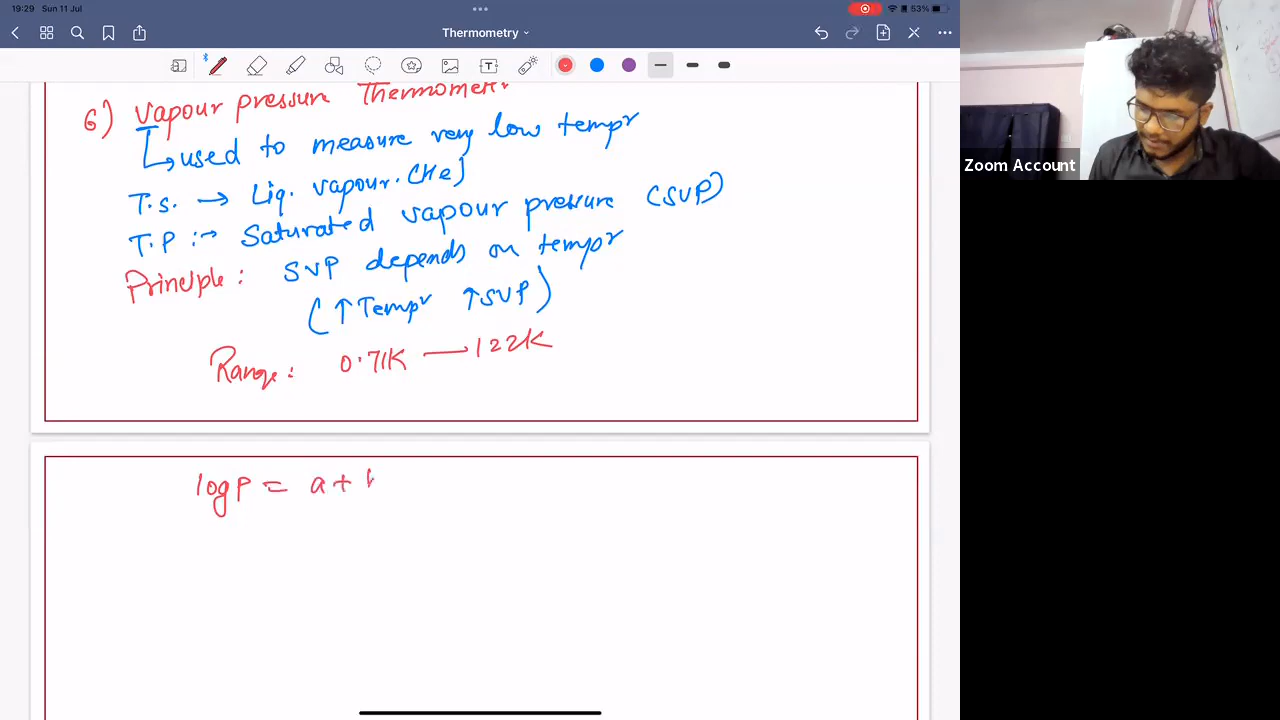 19:29 Sun 11 Jul
53%
Thermometry
6) Vapour pressure Thermomet
used to measure very low tempr
T.S. → Liq. vapour. (He)
T.P :→ Saturated vapour pressure (SVP)
Principle: SVP depends on tempr
(↑Tempr ↑SVP)
Range: 0.71K — 122K
log P = a +
Zoom Account